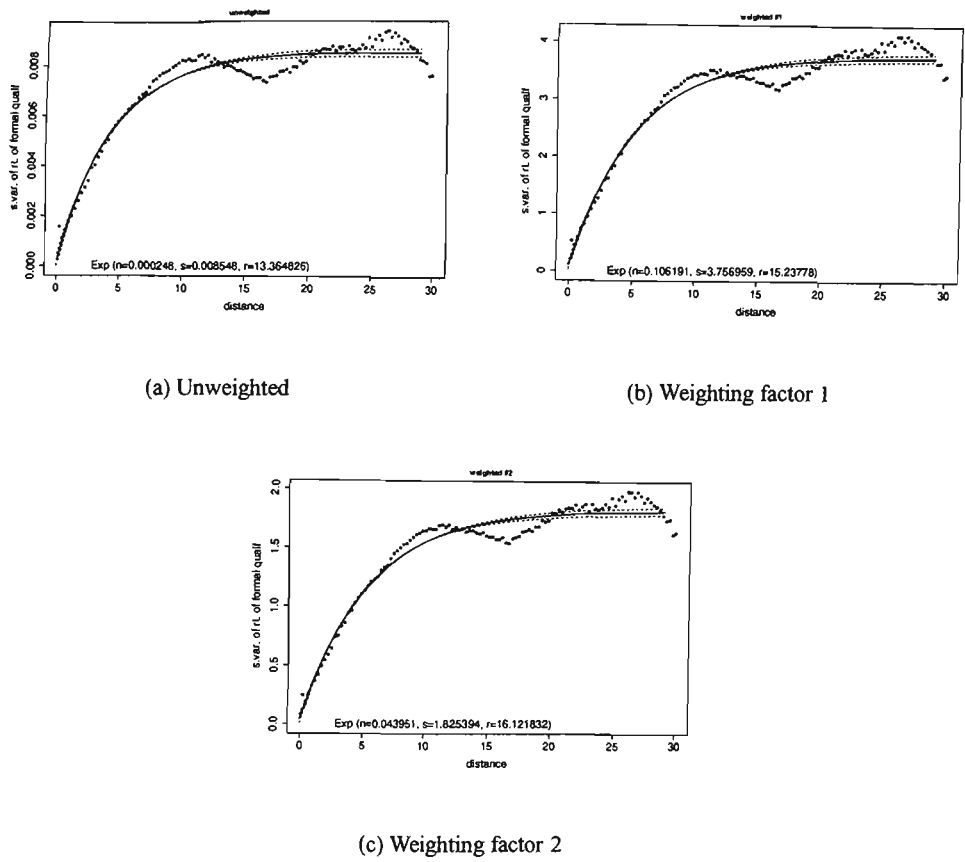 unweighted
s.var. of rt. of formal qualif
0.000 0.002 0.004 0.006 0.008
Exp (n=0.000248, s=0.008548, r=13.364826)
0 5 10 15 20 25 30
distance
(a) Unweighted
weighted #1
s.var. of rt. of formal qualif
0 1 2 3 4
Exp (n=0.106191, s=3.756959, r=15.23778)
0 5 10 15 20 25 30
distance
(b) Weighting factor 1
weighted #2
s.var. of rt. of formal qualif
0.0 0.5 1.0 1.5 2.0
Exp (n=0.043951, s=1.825394, r=16.121832)
0 5 10 15 20 25 30
distance
(c) Weighting factor 2